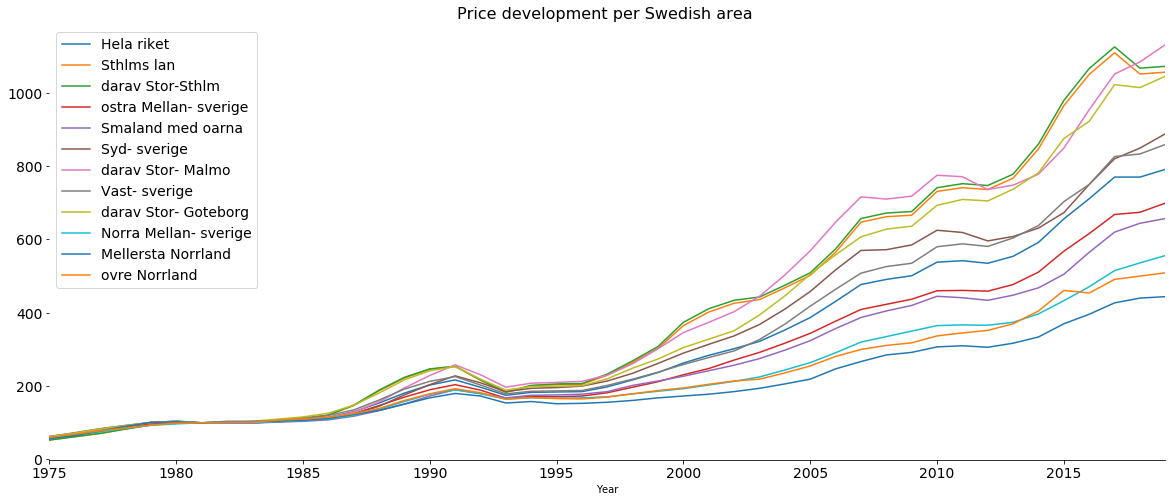 Price development per Swedish area
Hela riket
Sthlms lan
darav Stor-Sthlm
ostra Mellan- sverige
Smaland med oarna
Syd- sverige
darav Stor- Malmo
Vast- sverige
darav Stor- Goteborg
Norra Mellan- sverige
Mellersta Norrland
ovre Norrland
1000
800
600
400
200
0
1975 1980 1985 1990 1995 2000 2005 2010 2015
Year